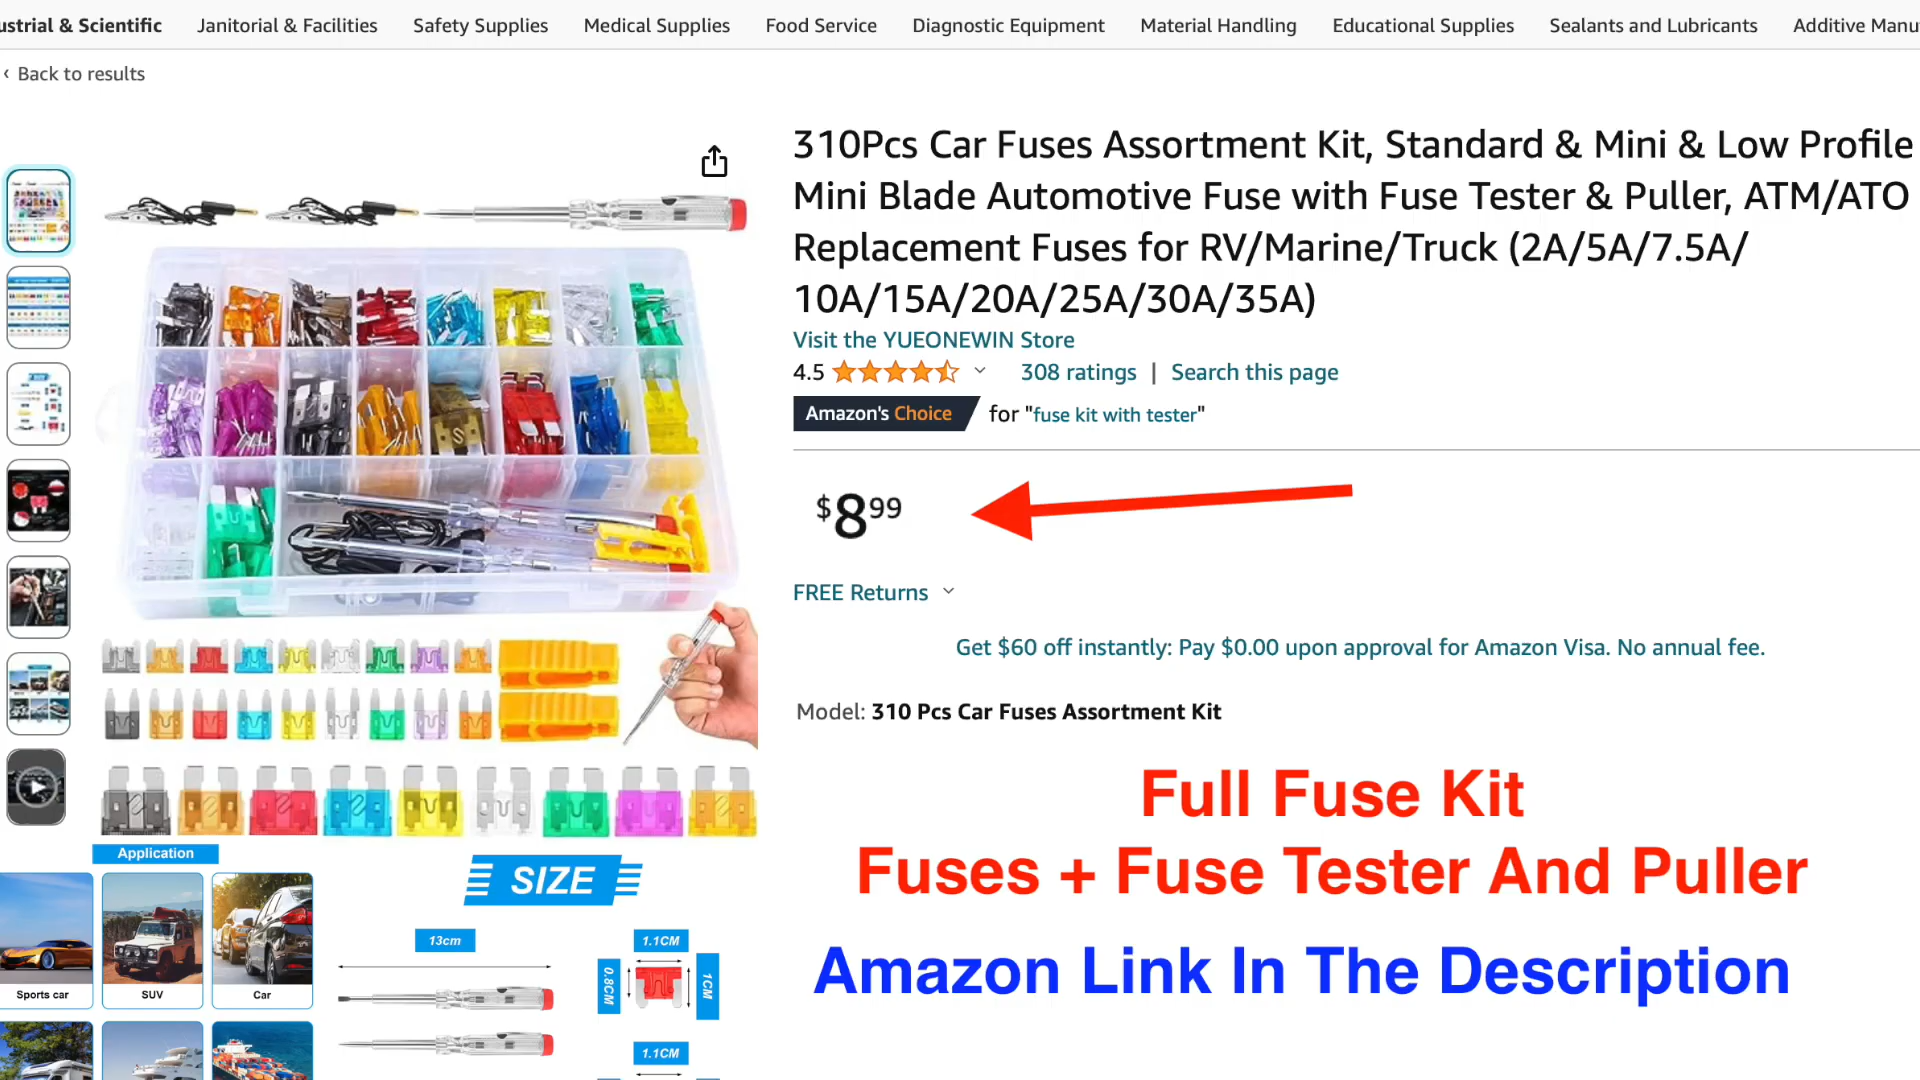 ustrial & Scientific Janitorial & Facilities Safety Supplies Medical Supplies Food Service Diagnostic Equipment Material Handling Educational Supplies Sealants and Lubricants Additive Manu
‹ Back to results
310Pcs Car Fuses Assortment Kit, Standard & Mini & Low Profile
Mini Blade Automotive Fuse with Fuse Tester & Puller, ATM/ATO
Replacement Fuses for RV/Marine/Truck (2A/5A/7.5A/
10A/15A/20A/25A/30A/35A)
Visit the YUEONEWIN Store
4.5 308 ratings | Search this page
Amazon's Choice for "fuse kit with tester"
$899
FREE Returns
Get $60 off instantly: Pay $0.00 upon approval for Amazon Visa. No annual fee.
Model: 310 Pcs Car Fuses Assortment Kit
Full Fuse Kit
Fuses + Fuse Tester And Puller
Amazon Link In The Description
Application
Sports car
SUV
Car
SIZE
13cm
1.1CM
0.8CM
1CM
1.1CM